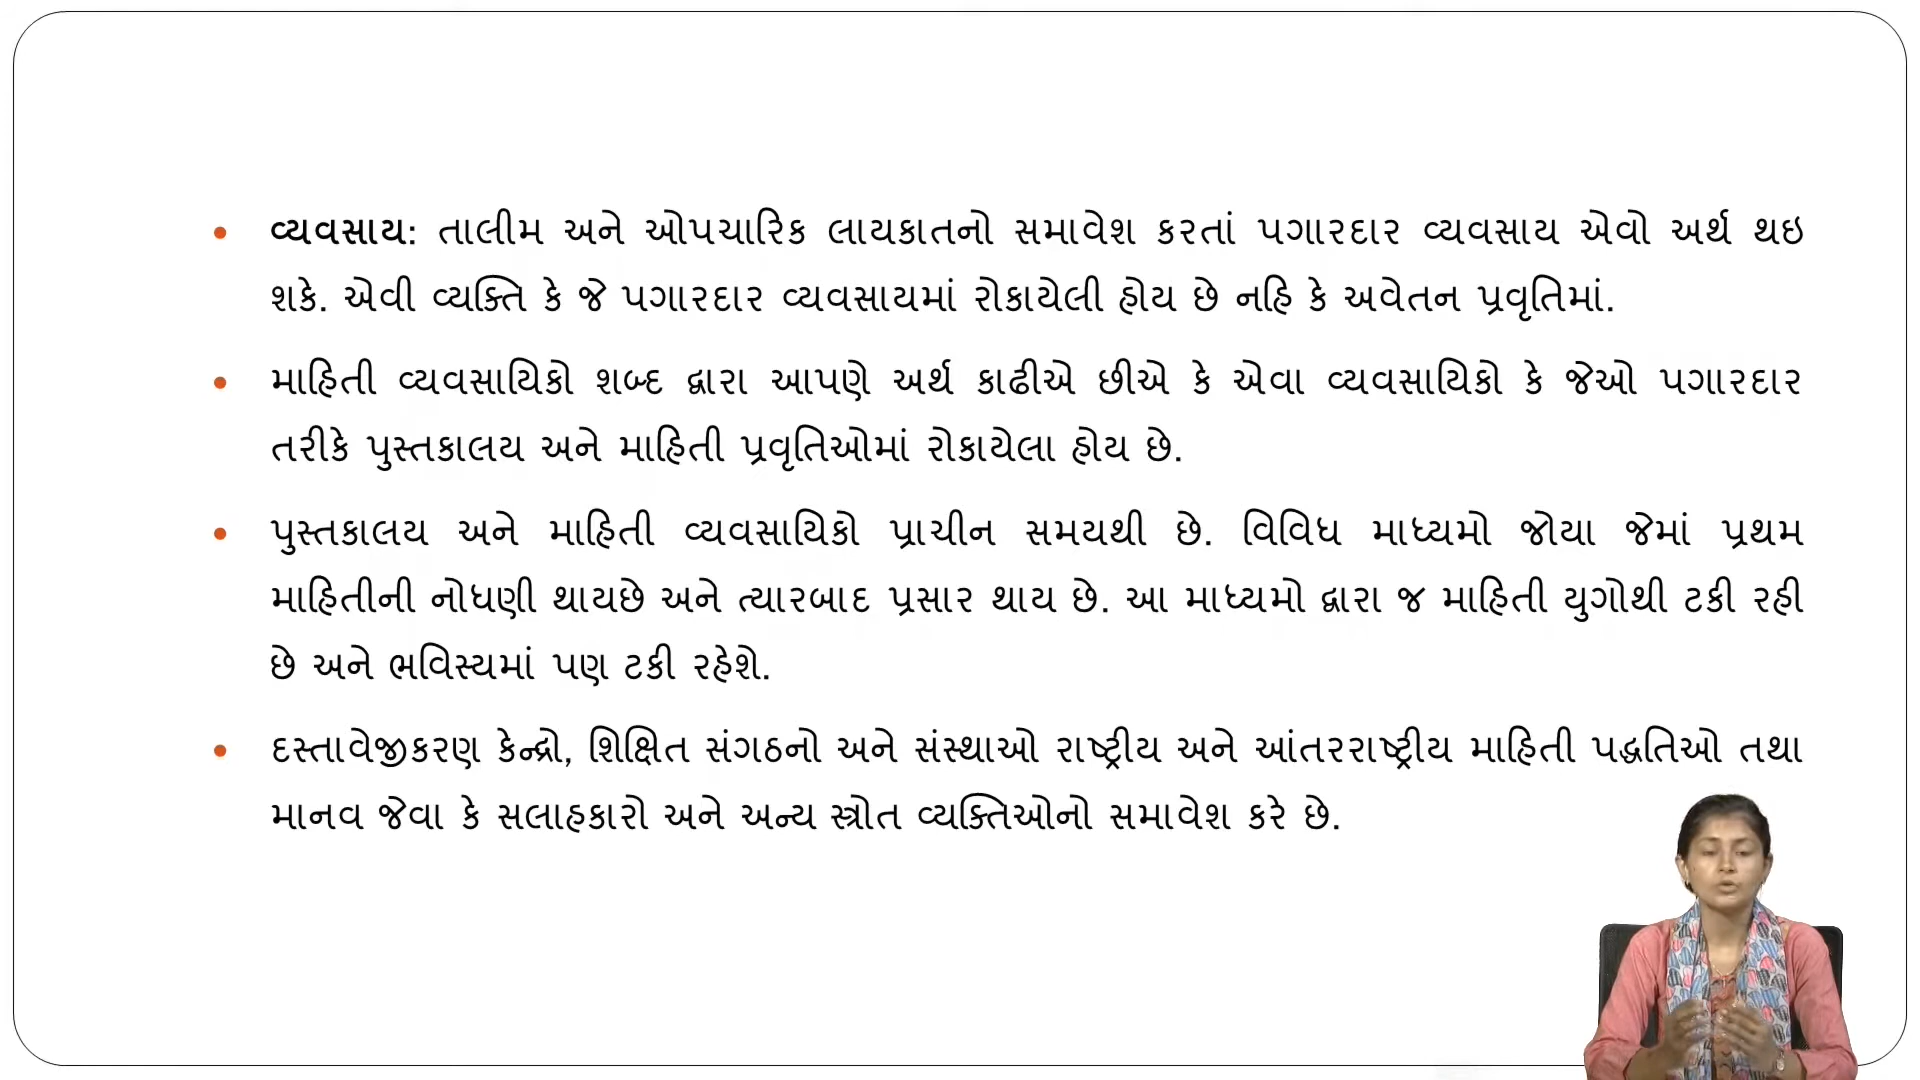 • વ્યવસાય: તાલીમ અને ઓપચારિક લાયકાતનો સમાવેશ કરતાં પગારદાર વ્યવસાય એવો અર્થ થઇ
શકે. એવી વ્યક્તિ કે જે પગારદાર વ્યવસાયમાં રોકાયેલી હોય છે નહિ કે અવેતન પ્રવૃતિમાં.
• માહિતી વ્યવસાયિકો શબ્દ દ્વારા આપણે અર્થ કાઢીએ છીએ કે એવા વ્યવસાયિકો કે જેઓ પગારદાર
તરીકે પુસ્તકાલય અને માહિતી પ્રવૃતિઓમાં રોકાયેલા હોય છે.
• પુસ્તકાલય અને માહિતી વ્યવસાયિકો પ્રાચીન સમયથી છે. વિવિધ માધ્યમો જોયા જેમાં પ્રથમ
માહિતીની નોધણી થાયછે અને ત્યારબાદ પ્રસાર થાય છે. આ માધ્યમો દ્વારા જ માહિતી યુગોથી ટકી રહી
છે અને ભવિસ્યમાં પણ ટકી રહેશે.
• દસ્તાવેજીકરણ કેન્દ્રો, શિક્ષિત સંગઠનો અને સંસ્થાઓ રાષ્ટ્રીય અને આંતરરાષ્ટ્રીય માહિતી પદ્ધતિઓ તથા
માનવ જેવા કે સલાહકારો અને અન્ય સ્ત્રોત વ્યક્તિઓનો સમાવેશ કરે છે.